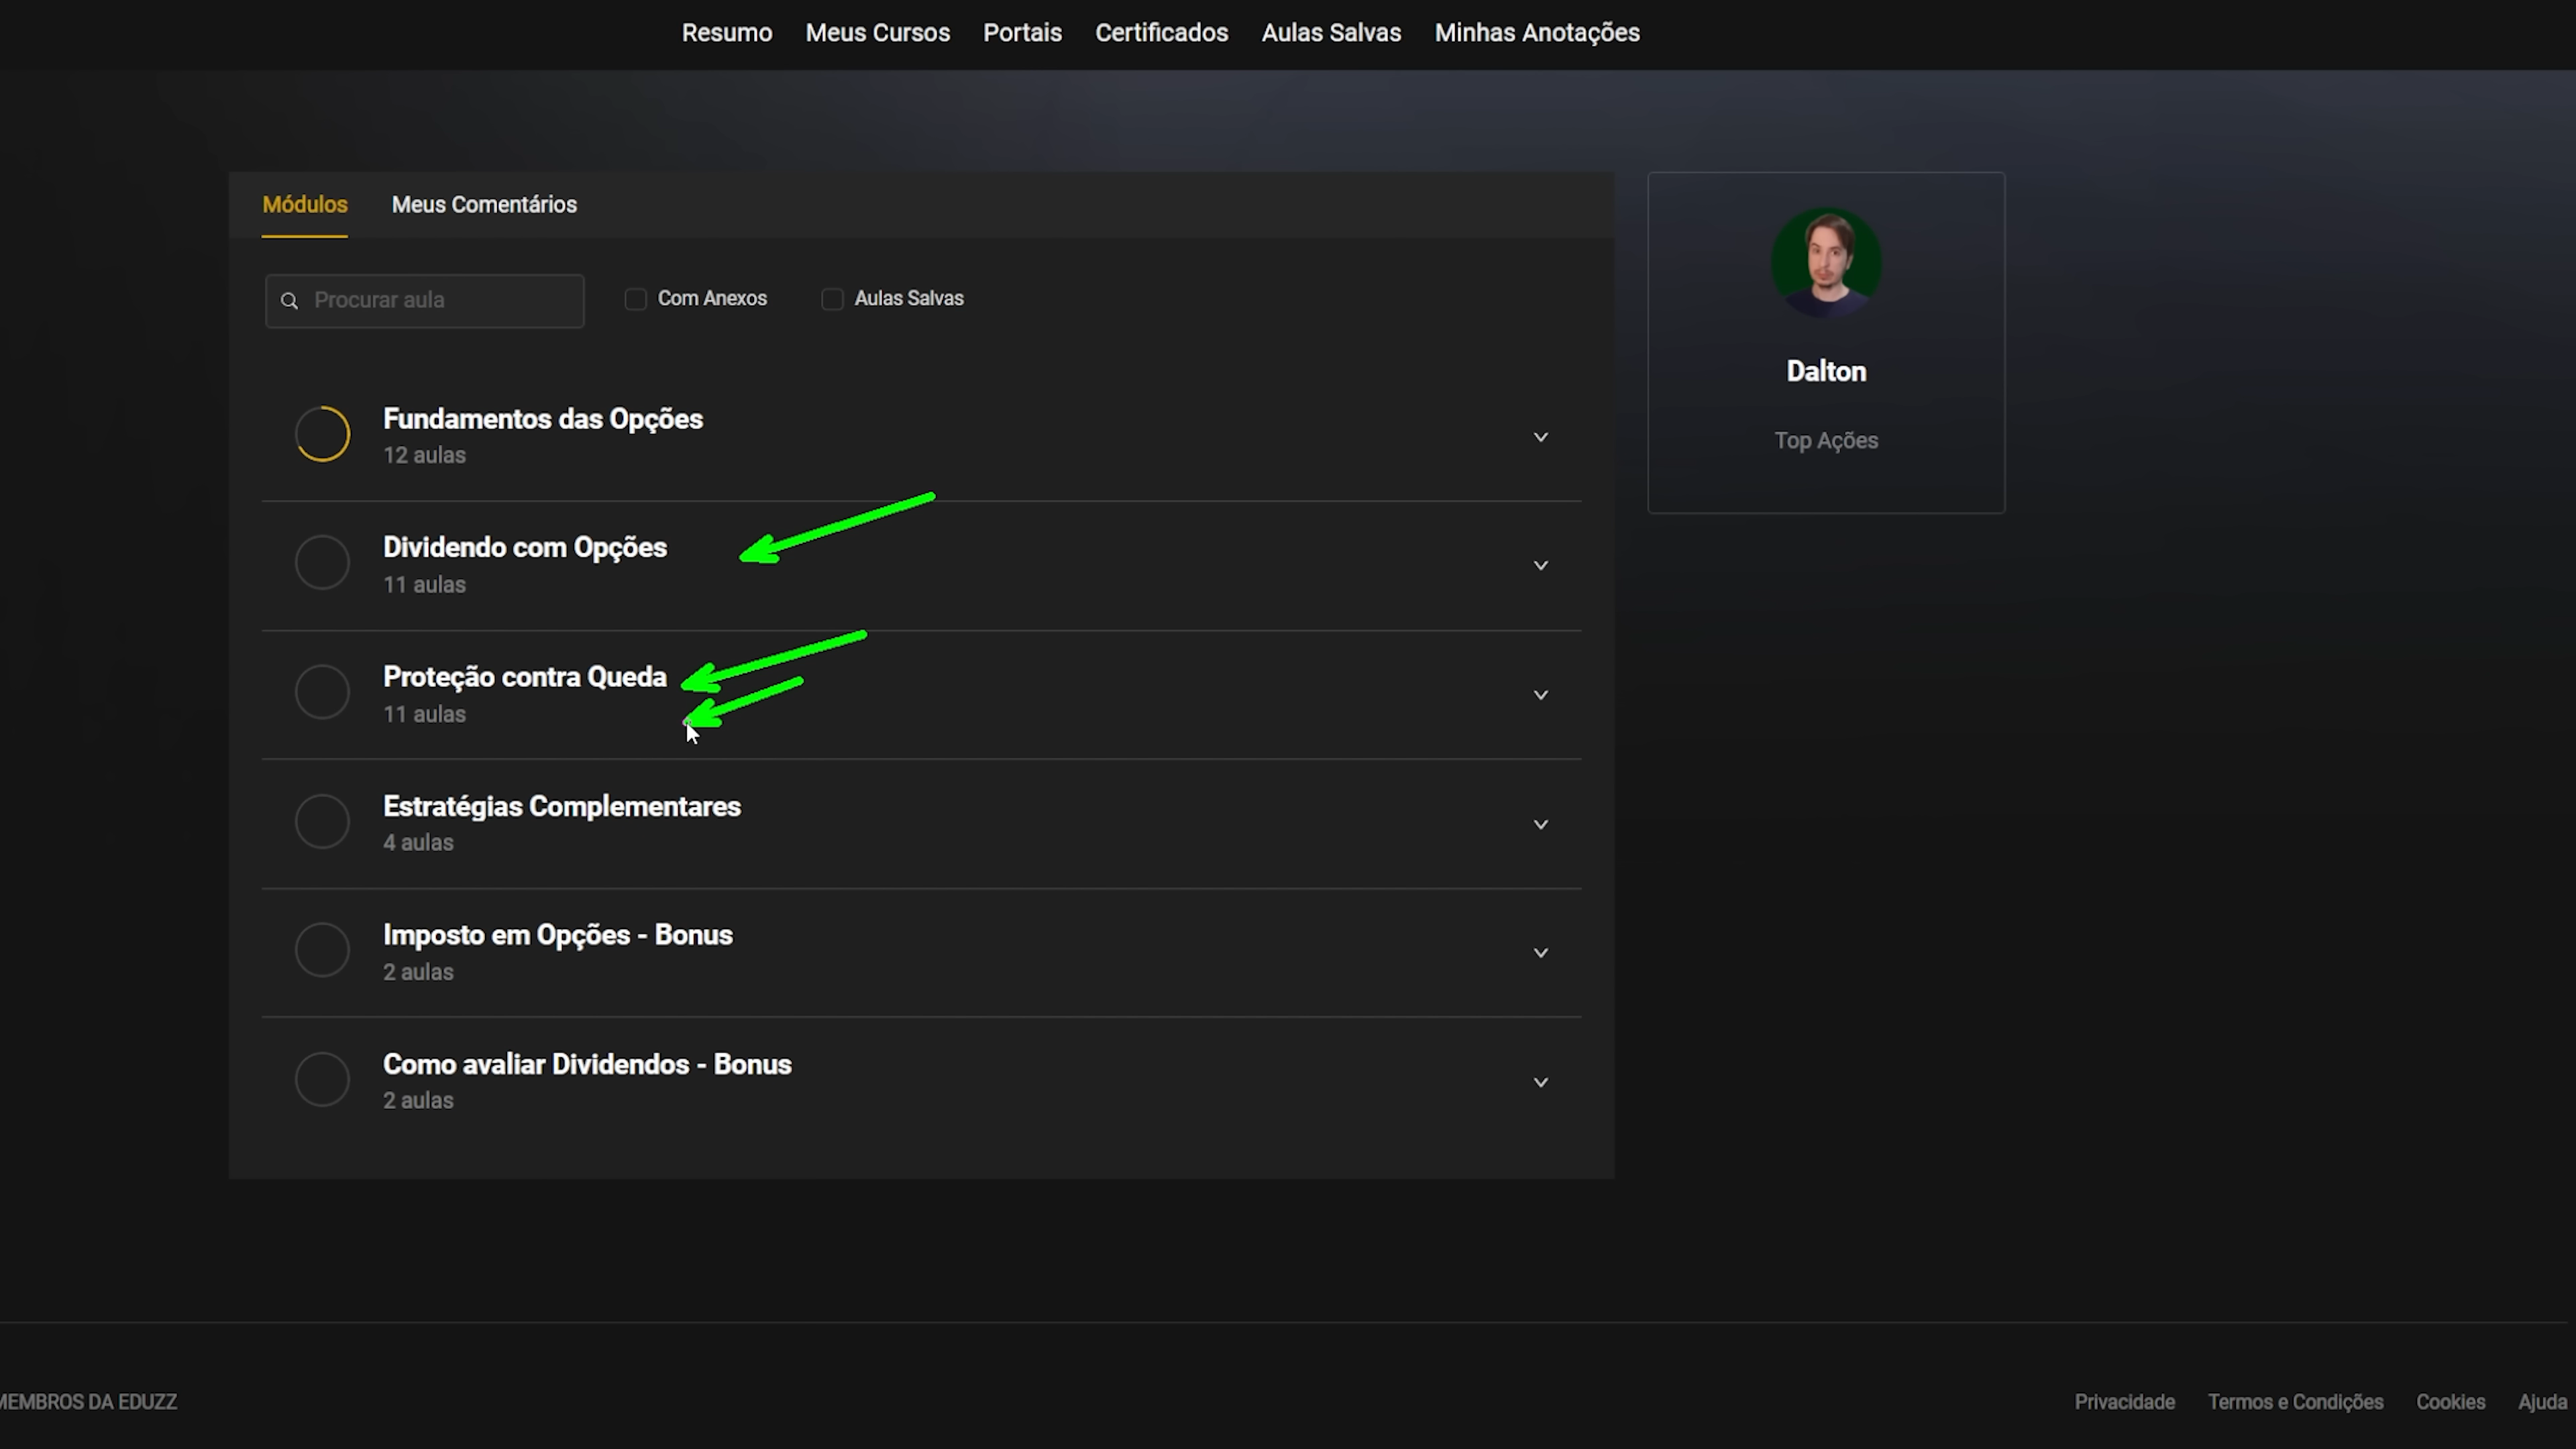 Resumo Meus Cursos Portais Certificados Aulas Salvas Minhas Anotações
Módulos Meus Comentários
Procurar aula Com Anexos Aulas Salvas
Fundamentos das Opções
12 aulas
Dividendo com Opções
11 aulas
Proteção contra Queda
11 aulas
Estratégias Complementares
4 aulas
Imposto em Opções - Bonus
2 aulas
Como avaliar Dividendos - Bonus
2 aulas
Dalton
Top Ações
MEMBROS DA EDUZZ
Privacidade Termos e Condições Cookies Ajuda